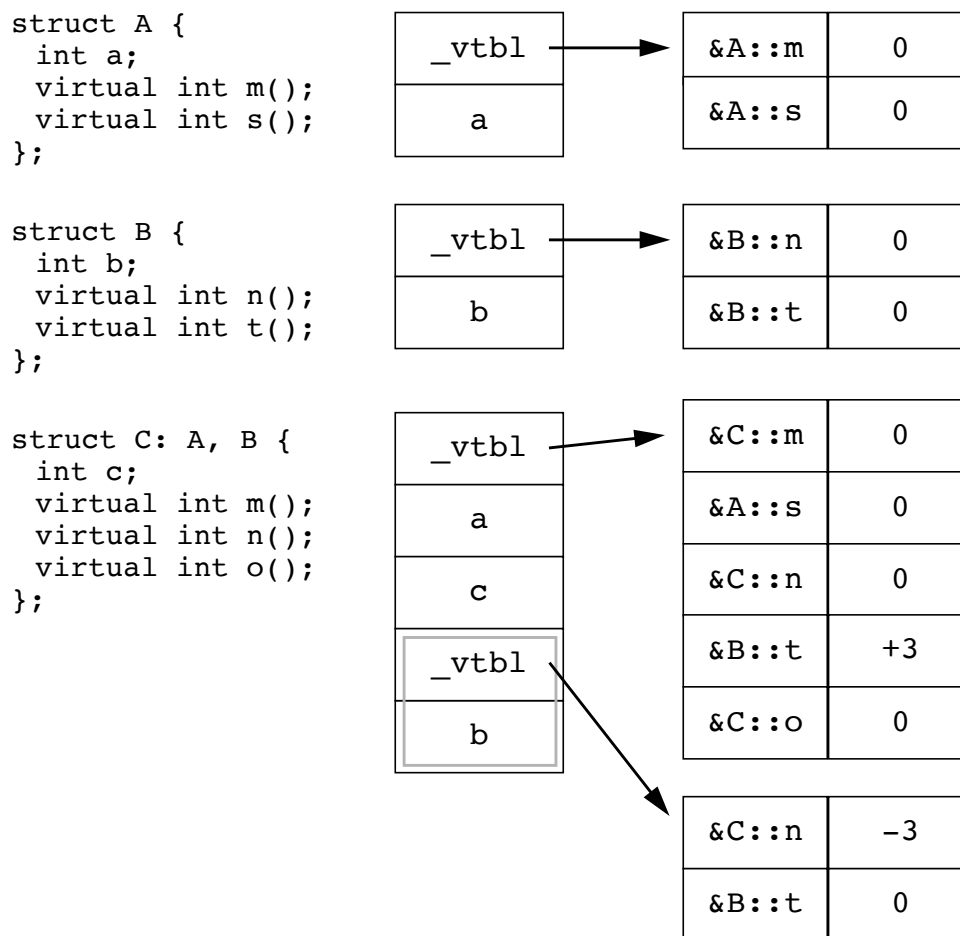 struct A {
int a;
virtual int m();
virtual int s();
};
_vtbl
a
&A::m 0
&A::s 0
struct B {
int b;
virtual int n();
virtual int t();
};
_vtbl
b
&B::n 0
&B::t 0
struct C: A, B {
int c;
virtual int m();
virtual int n();
virtual int o();
};
_vtbl
a
c
_vtbl
b
&C::m 0
&A::s 0
&C::n 0
&B::t +3
&C::o 0
&C::n −3
&B::t 0